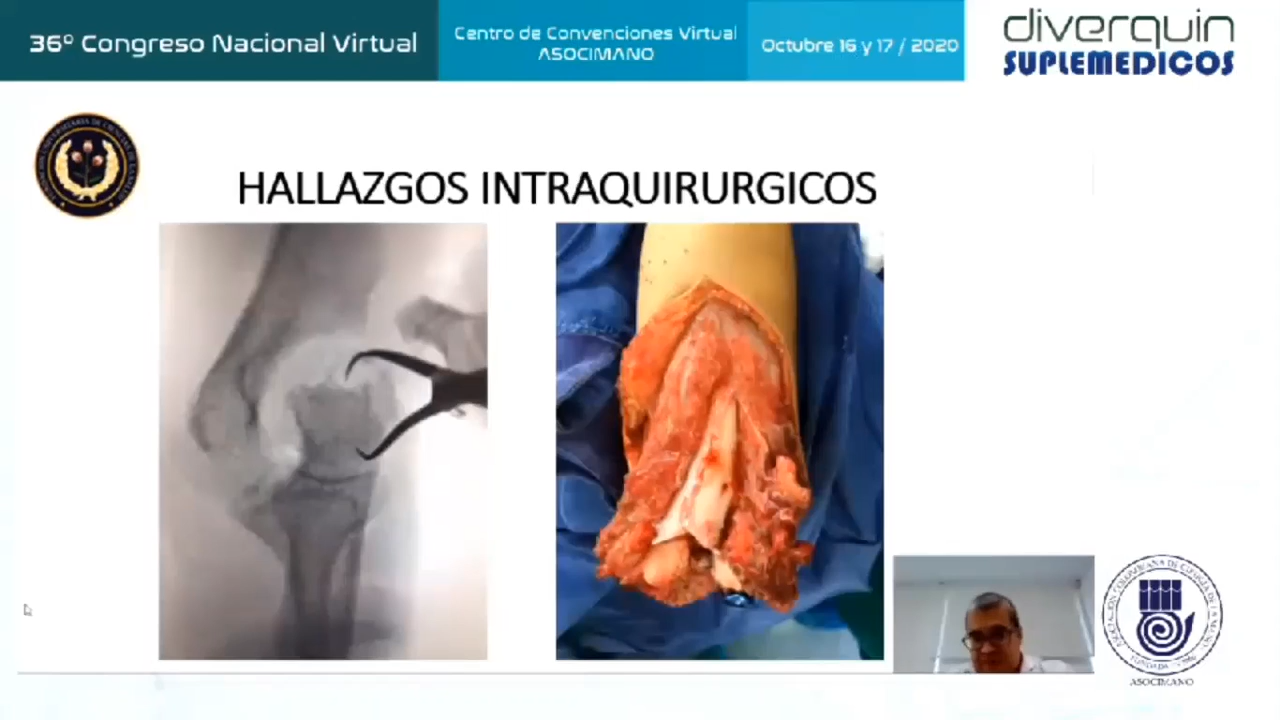 36º Congreso Nacional Virtual
Centro de Convenciones Virtual
ASOCIMANO
Octubre 16 y 17 / 2020
diverquin
SUPLEMEDICOS
HALLAZGOS INTRAQUIRURGICOS
ASOCIMANO